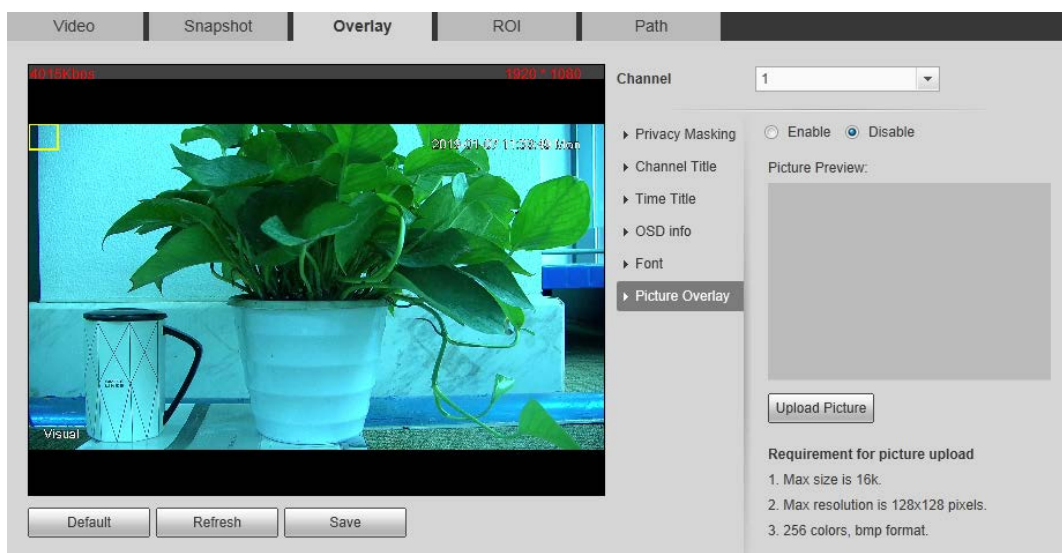 Video Snapshot Overlay ROI Path
4015Kbps 1920 * 1080
Channel 1
Privacy Masking
Channel Title
Time Title
OSD info
Font
Picture Overlay
Enable Disable
Picture Preview:
Upload Picture
Requirement for picture upload
1. Max size is 16k.
2. Max resolution is 128x128 pixels.
3. 256 colors, bmp format.
Visual
Default Refresh Save